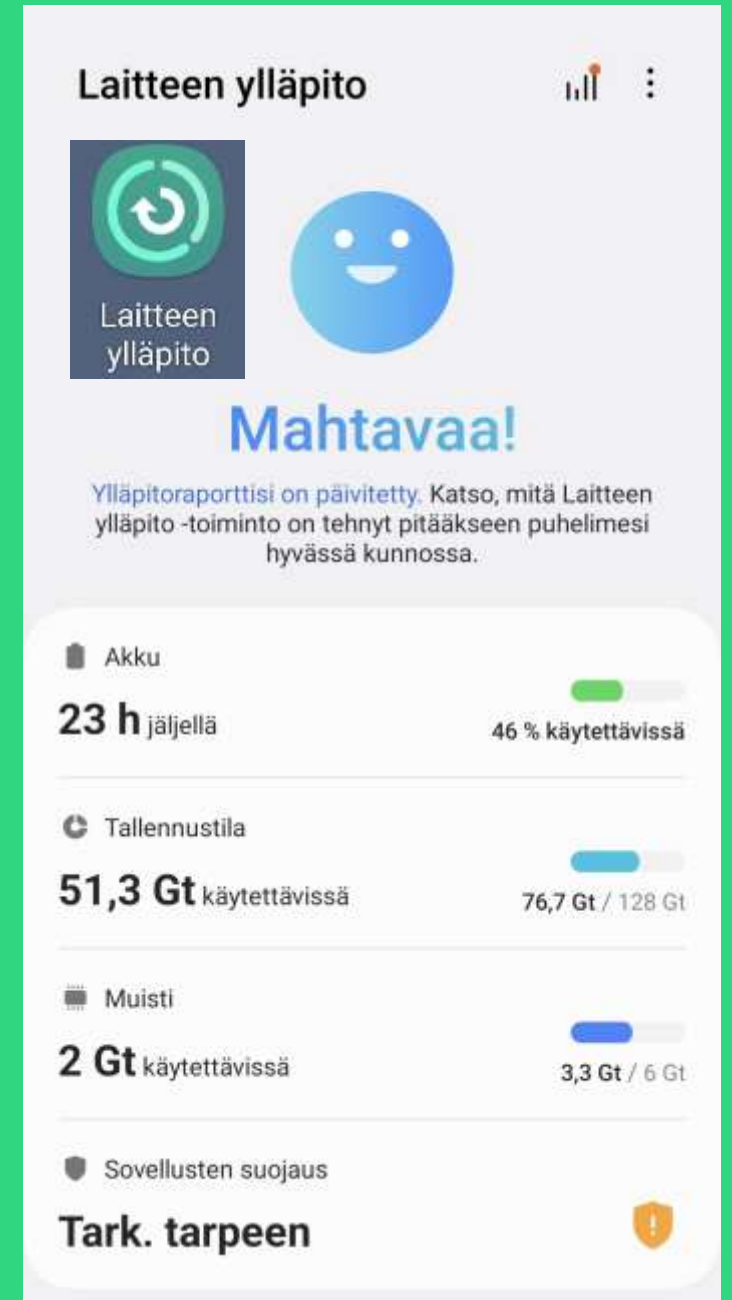 Laitteen ylläpito
Laitteen
ylläpito
Mahtavaa!
Ylläpitoraporttisi on päivitetty. Katso, mitä Laitteen
ylläpito -toiminto on tehnyt pitääkseen puhelimesi
hyvässä kunnossa.
Akku
23 h jäljellä
46 % käytettävissä
Tallennustila
51,3 Gt käytettävissä
76,7 Gt / 128 Gt
Muisti
2 Gt käytettävissä
3,3 Gt / 6 Gt
Sovellusten suojaus
Tark. tarpeen